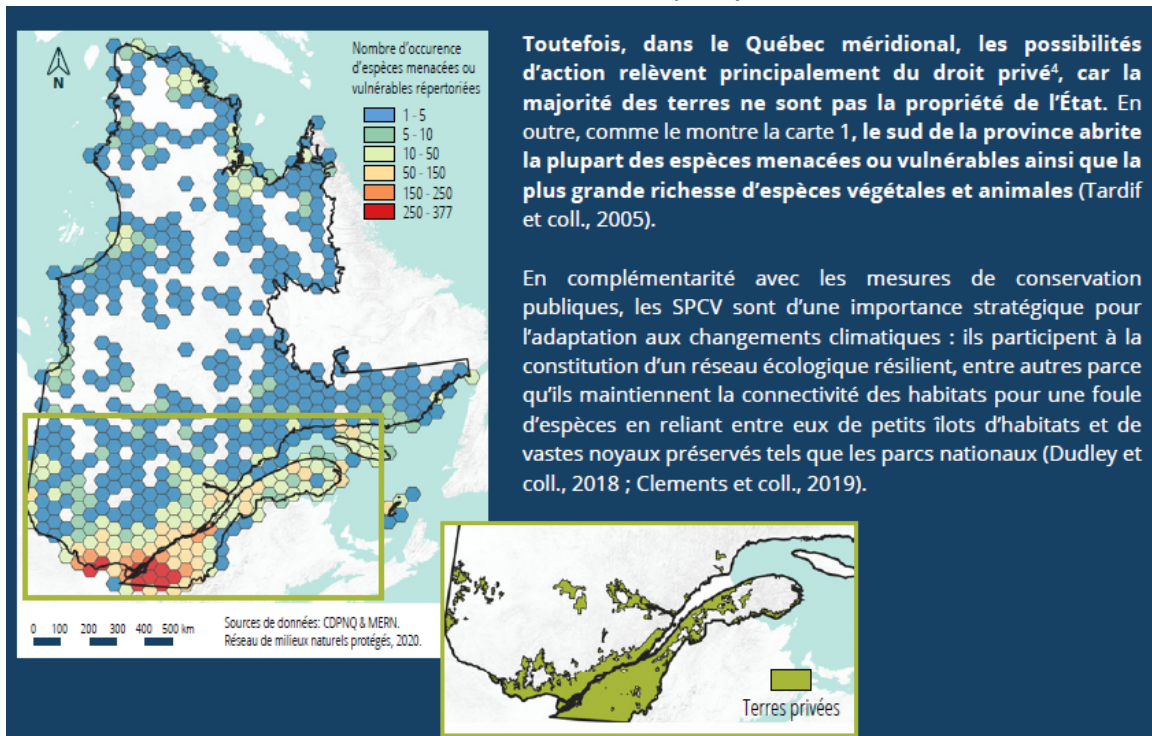 N
Nombre d'occurence
d'espèces menacées ou
vulnérables répertoriées
1 - 5
5 - 10
10 - 50
50 - 150
150 - 250
250 - 377
0 100 200 300 400 500 km
Sources de données: CDPNQ & MERN.
Réseau de milieux naturels protégés, 2020.
Toutefois, dans le Québec méridional, les possibilités
d'action relèvent principalement du droit privé⁴, car la
majorité des terres ne sont pas la propriété de l'État. En
outre, comme le montre la carte 1, le sud de la province abrite
la plupart des espèces menacées ou vulnérables ainsi que la
plus grande richesse d'espèces végétales et animales (Tardif
et coll., 2005).
En complémentarité avec les mesures de conservation
publiques, les SPCV sont d'une importance stratégique pour
l'adaptation aux changements climatiques : ils participent à la
constitution d'un réseau écologique résilient, entre autres parce
qu'ils maintiennent la connectivité des habitats pour une foule
d'espèces en reliant entre eux de petits îlots d'habitats et de
vastes noyaux préservés tels que les parcs nationaux (Dudley et
coll., 2018 ; Clements et coll., 2019).
Terres privées